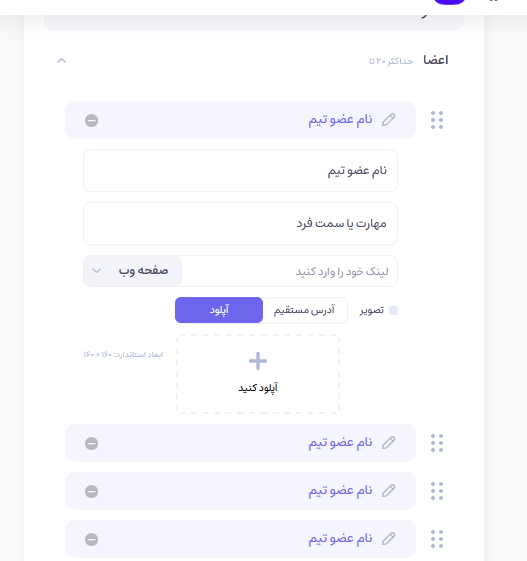 اعضا حداکثر ۲۰ تا
نام عضو تیم
نام عضو تیم
مهارت یا سمت فرد
لینک خود را وارد کنید صفحه وب
تصویر آدرس مستقیم آپلود
آپلود کنید
ابعاد استاندارد: ۱۶۰ × ۱۶۰
نام عضو تیم
نام عضو تیم
نام عضو تیم